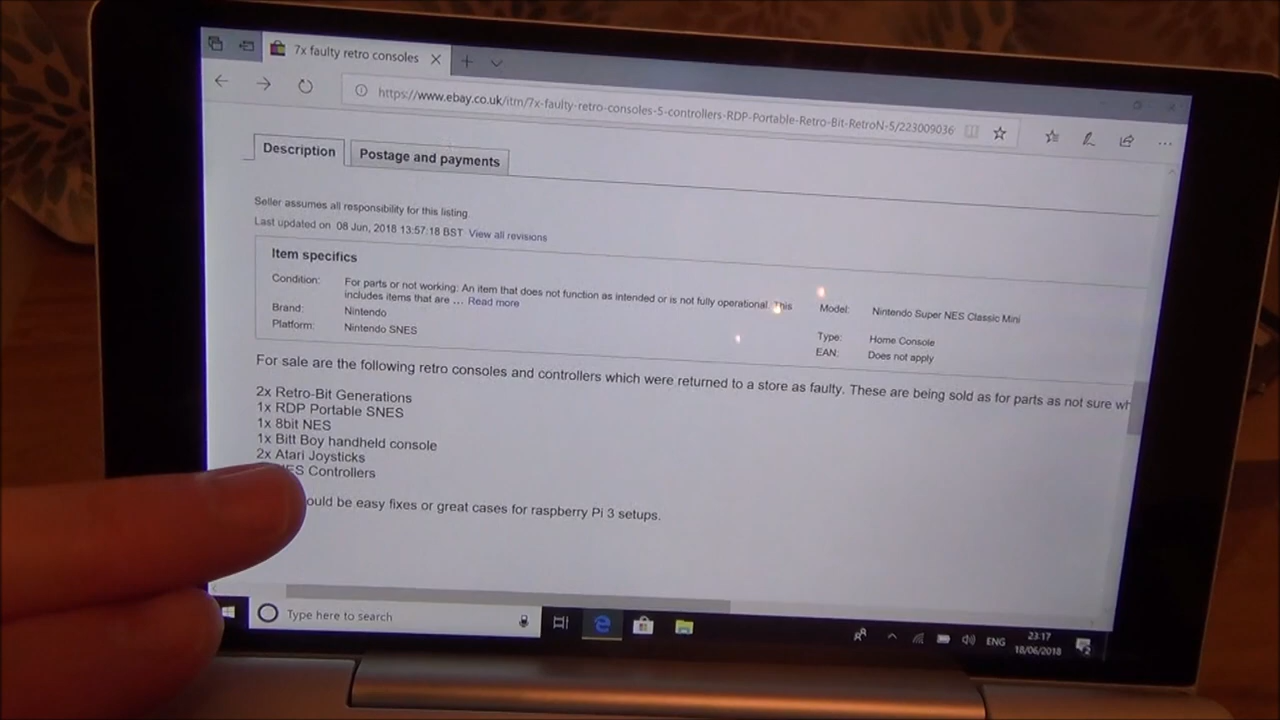 7x faulty retro consoles
https://www.ebay.co.uk/itm/7x-faulty-retro-consoles-5-controllers-RDP-Portable-Retro-Bit-RetroN-5/223009036
Description
Postage and payments
Seller assumes all responsibility for this listing.
Last updated on 08 Jun, 2018 13:57:18 BST View all revisions
Item specifics
Condition: For parts or not working: An item that does not function as intended or is not fully operational. This
includes items that are ... Read more
Brand: Nintendo
Platform: Nintendo SNES
Model: Nintendo Super NES Classic Mini
Type: Home Console
EAN: Does not apply
For sale are the following retro consoles and controllers which were returned to a store as faulty. These are being sold as for parts as not sure wh
2x Retro-Bit Generations
1x RDP Portable SNES
1x 8bit NES
1x Bitt Boy handheld console
2x Atari Joysticks
NES Controllers
ould be easy fixes or great cases for raspberry Pi 3 setups.
Type here to search
ENG
23:17
18/06/2018